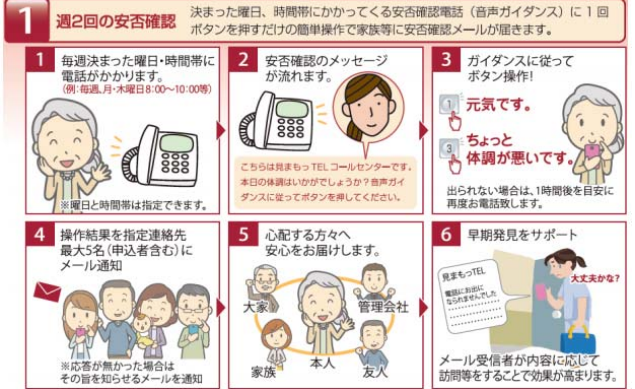 1 週2回の安否確認
決まった曜日、時間帯にかかってくる安否確認電話（音声ガイダンス）に１回
ボタンを押すだけの簡単操作で家族等に安否確認メールが届きます。
1 毎週決まった曜日・時間帯に
電話がかかります。
(例：毎週、月・木曜日8:00～10:00等)
※曜日と時間帯は指定できます。
2 安否確認のメッセージ
が流れます。
こちらは見まもっTELコールセンターです。
本日の体調はいかがでしょうか？音声ガイ
ダンスに従ってボタンを押してください。
3 ガイダンスに従って
ボタン操作！
1 元気です。
3 ちょっと
体調が悪いです。
出られない場合は、1時間後を目安に
再度お電話致します。
4 操作結果を指定連絡先
最大5名（申込者含む）に
メール通知
※応答が無かった場合は
その旨を知らせるメールを通知
5 心配する方々へ
安心をお届けします。
大家
管理会社
家族
本人
友人
6 早期発見をサポート
見まもっTEL
電話にお出に
なられませんでした
大丈夫かな？
メール受信者が内容に応じて
訪問等をすることで効果が高まります。